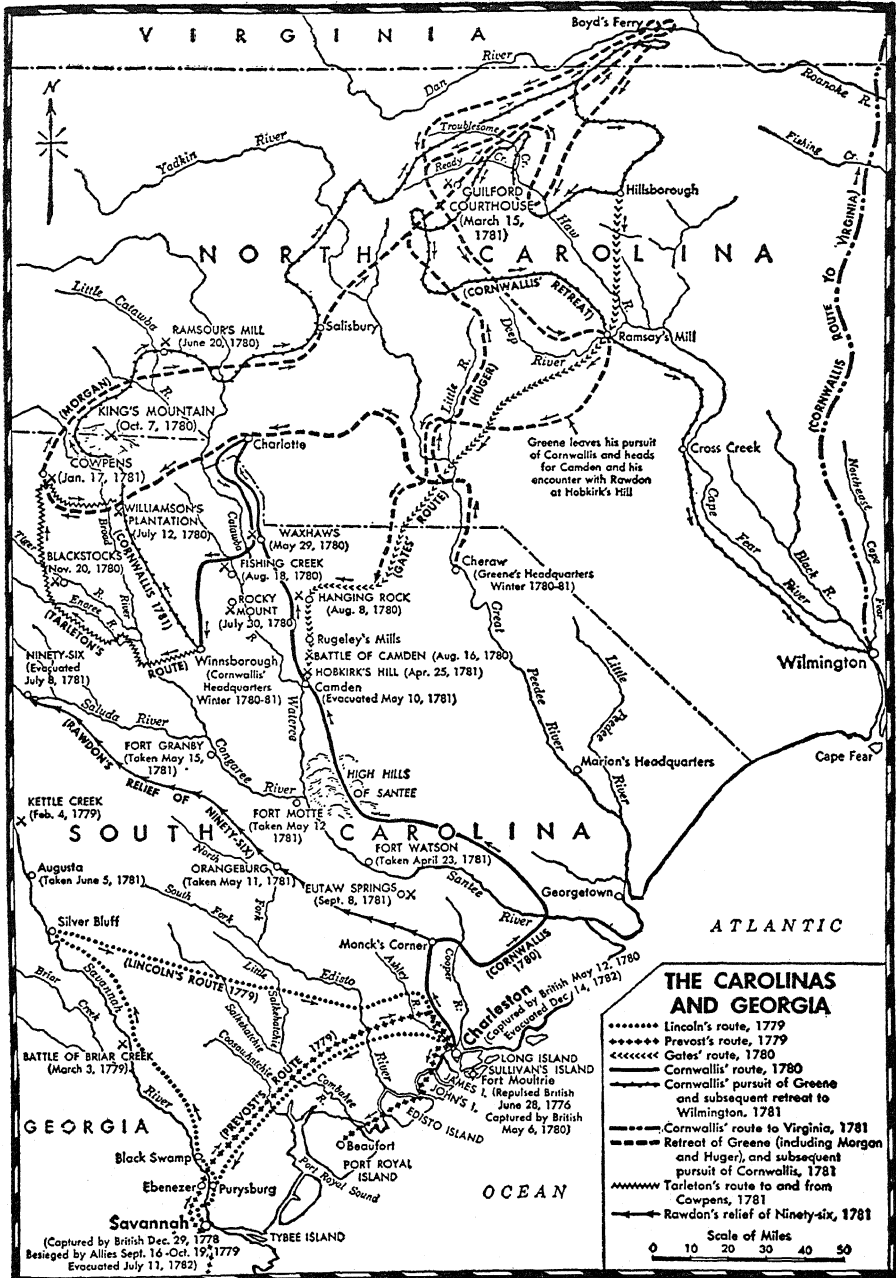 VIRGINIA
Boyd's Ferry
Dan River
Roanoke R.
N
Troublesome Cr.
Yadkin River
Ready Cr.
Fishing Cr.
Hillsborough
GUILFORD
COURTHOUSE
(March 15,
1781)
Haw R.
NORTH CAROLINA
(CORNWALLIS' RETREAT)
(CORNWALLIS ROUTE TO VIRGINIA)
Little Catawba R.
RAMSOUR'S MILL
(June 20, 1780)
Salisbury
Deep River
Ramsay's Mill
Little R.
(HUGER)
(MORGAN)
KING'S MOUNTAIN
(Oct. 7, 1780)
Charlotte
Greene leaves his pursuit
of Cornwallis and heads
for Camden and his
encounter with Rawdon
at Hobkirk's Hill
Cross Creek
COWPENS
(Jan. 17, 1781)
Northeast Cape Fear
WILLIAMSON'S
PLANTATION
(July 12, 1780)
Broad River
Catawba R
(GATES' ROUTE)
Cape Fear River
Black R.
WAXHAWS
(May 29, 1780)
Tiger R.
BLACKSTOCKS
Nov. 20, 1780)
(CORNWALLIS 1781)
FISHING CREEK
(Aug. 18, 1780)
Cheraw
(Greene's Headquarters
Winter 1780-81)
Enoree R.
ROCKY
MOUNT
(July 30, 1780
HANGING ROCK
(Aug. 8, 1780)
Great Peedee River
(TARLETON'S ROUTE)
Rugeley's Mills
BATTLE OF CAMDEN (Aug. 16, 1780)
Little Peedee River
NINETY-SIX
(Evacuated
July 8, 1781)
Winnsborough
(Cornwallis'
Headquarters
Winter 1780-81)
HOBKIRK'S HILL (Apr. 25, 1781)
Camden
(Evacuated May 10, 1781)
Wilmington
Wateree
Saluda River
FORT GRANBY
(Taken May 15,
1781)
Congaree River
Cape Fear
Marion's Headquarters
(RAWDON'S RELIEF OF NINETY-SIX)
HIGH HILLS
OF SANTEE
KETTLE CREEK
(Feb. 4, 1779)
FORT MOTTE
(Taken May 12
1781)
SOUTH CAROLINA
FORT WATSON
(Taken April 23, 1781)
North Fork
Augusta
(Taken June 5, 1781)
ORANGEBURG
(Taken May 11, 1781)
Santee River
EUTAW SPRINGS
(Sept. 8, 1781)
Georgetown
South Fork
Silver Bluff
ATLANTIC
Monck's Corner
(LINCOLN'S ROUTE 1779)
Edisto River
Ashley R.
Cooper R.
(CORNWALLIS
1780)
Savannah River
Briar Creek
Little Salkehatchie
Salkehatchie
Charleston
(Captured by British May 12, 1780
Evacuated Dec. 14, 1782)
BATTLE OF BRIAR CREEK
(March 3, 1779)
Coosawhatchie
(PREVOST'S ROUTE 1779)
Combahee R.
LONG ISLAND
SULLIVAN'S ISLAND
JAMES I.
Fort Moultrie
(Repulsed British
June 28, 1776
Captured by British
May 6, 1780)
JOHN'S I.
EDISTO ISLAND
GEORGIA
Beaufort
PORT ROYAL
ISLAND
Black Swamp
Port Royal Sound
OCEAN
Ebenezer
Purysburg
Savannah
(Captured by British Dec. 29, 1778
Besieged by Allies Sept. 16 -Oct. 19, 1779
Evacuated July 11, 1782)
TYBEE ISLAND
THE CAROLINAS
AND GEORGIA
Lincoln's route, 1779
Prevost's route, 1779
Gates' route, 1780
Cornwallis' route, 1780
Cornwallis' pursuit of Greene
and subsequent retreat to
Wilmington. 1781
Cornwallis' route to Virginia, 1781
Retreat of Greene (including Morgan
and Huger), and subsequent
pursuit of Cornwallis, 1781
Tarleton's route to and from
Cowpens, 1781
Rawdon's relief of Ninety-six, 1781
Scale of Miles
0 10 20 30 40 50